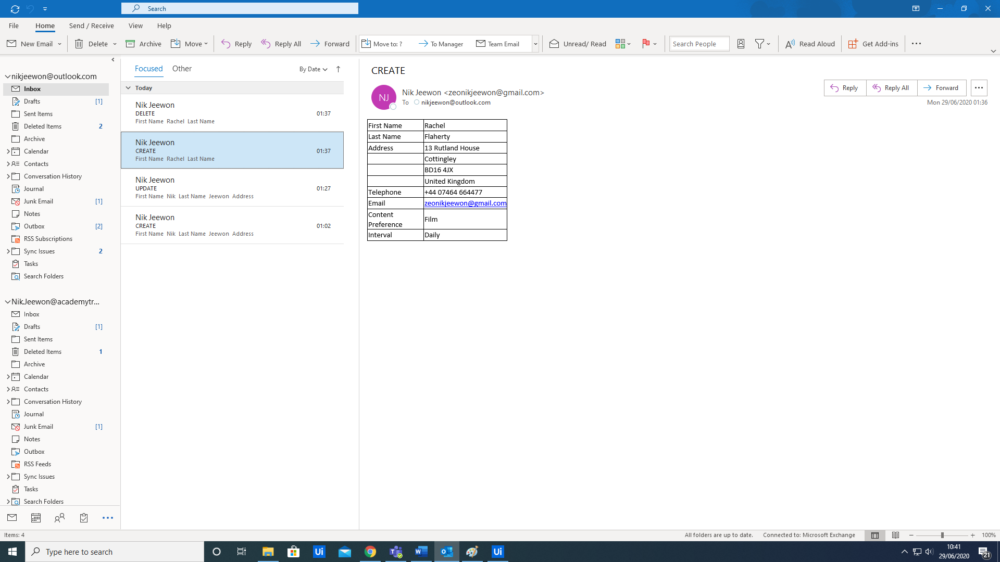 Search
File Home Send / Receive View Help
New Email Delete Archive Move Reply Reply All Forward Move to: ? To Manager Team Email Unread/ Read Search People Read Aloud Get Add-ins
nikjeewon@outlook.com
Inbox
Drafts [1]
Sent Items
Deleted Items 2
Archive
Calendar
Contacts
Conversation History
Journal
Junk Email [1]
Notes
Outbox [2]
RSS Subscriptions
Sync Issues 2
Tasks
Search Folders
Nik.Jeewon@academytr...
Inbox
Drafts [1]
Sent Items
Deleted Items 1
Archive
Calendar
Contacts
Conversation History
Journal
Junk Email [1]
Notes
Outbox
RSS Feeds
Sync Issues
Tasks
Search Folders
Focused Other By Date
Today
Nik Jeewon
DELETE 01:37
First Name Rachel Last Name
Nik Jeewon
CREATE 01:37
First Name Rachel Last Name
Nik Jeewon
UPDATE 01:27
First Name Nik Last Name Jeewon Address
Nik Jeewon
CREATE 01:02
First Name Nik Last Name Jeewon Address
CREATE
NJ
Nik Jeewon <zeonikjeewon@gmail.com>
To nikjeewon@outlook.com
Reply Reply All Forward
Mon 29/06/2020 01:36
First Name Rachel
Last Name Flaherty
Address 13 Rutland House
Cottingley
BD16 4JX
United Kingdom
Telephone +44 07464 664477
Email zeonikjeewon@gmail.com
Content Preference Film
Interval Daily
Items: 4 All folders are up to date. Connected to: Microsoft Exchange 100%
Type here to search Ui Ui
10:41
29/06/2020
21